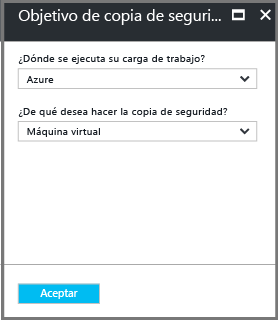 Objetivo de copia de seguri...
¿Dónde se ejecuta su carga de trabajo?
Azure
¿De qué desea hacer la copia de seguridad?
Máquina virtual
Aceptar